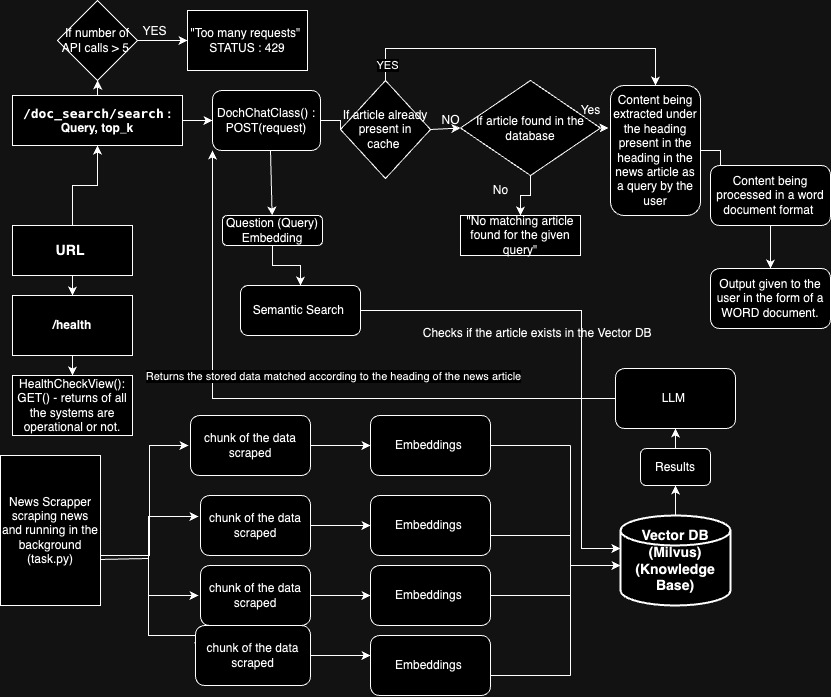 If number of
API calls > 5
YES
"Too many requests"
STATUS : 429
/doc_search/search :
Query, top_k
DochChatClass() :
POST(request)
If article already
present in
cache
YES
NO
If article found in the
database
Yes
No
"No matching article
found for the given
query"
Content being
extracted under
the heading
present in the
heading in the
news article as
a query by the
user
Content being
processed in a word
document format
Output given to the
user in the form of a
WORD document.
URL
/health
HealthCheckView():
GET() - returns of all
the systems are
operational or not.
Question (Query)
Embedding
Semantic Search
Checks if the article exists in the Vector DB
Returns the stored data matched according to the heading of the news article
LLM
Results
Vector DB
(Milvus)
(Knowledge
Base)
News Scrapper
scraping news
and running in the
background
(task.py)
chunk of the data
scraped
Embeddings
chunk of the data
scraped
Embeddings
chunk of the data
scraped
Embeddings
chunk of the data
scraped
Embeddings